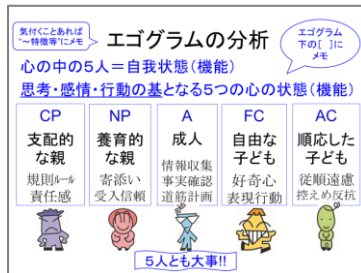 気付くことあれば
"～特徴等"にメモ
エゴグラムの分析
エゴグラム
下の[ ]に
メモ
心の中の5人＝自我状態(機能)
思考・感情・行動の基となる5つの心の状態(機能)
CP
支配的
な親
規則ﾙｰﾙ
責任感
NP
養育的
な親
寄添い
受入信頼
A
成人
情報収集
事実確認
道筋計画
FC
自由な
子ども
好奇心
表現行動
AC
順応した
子ども
従順遠慮
控えめ反抗
5人とも大事!!